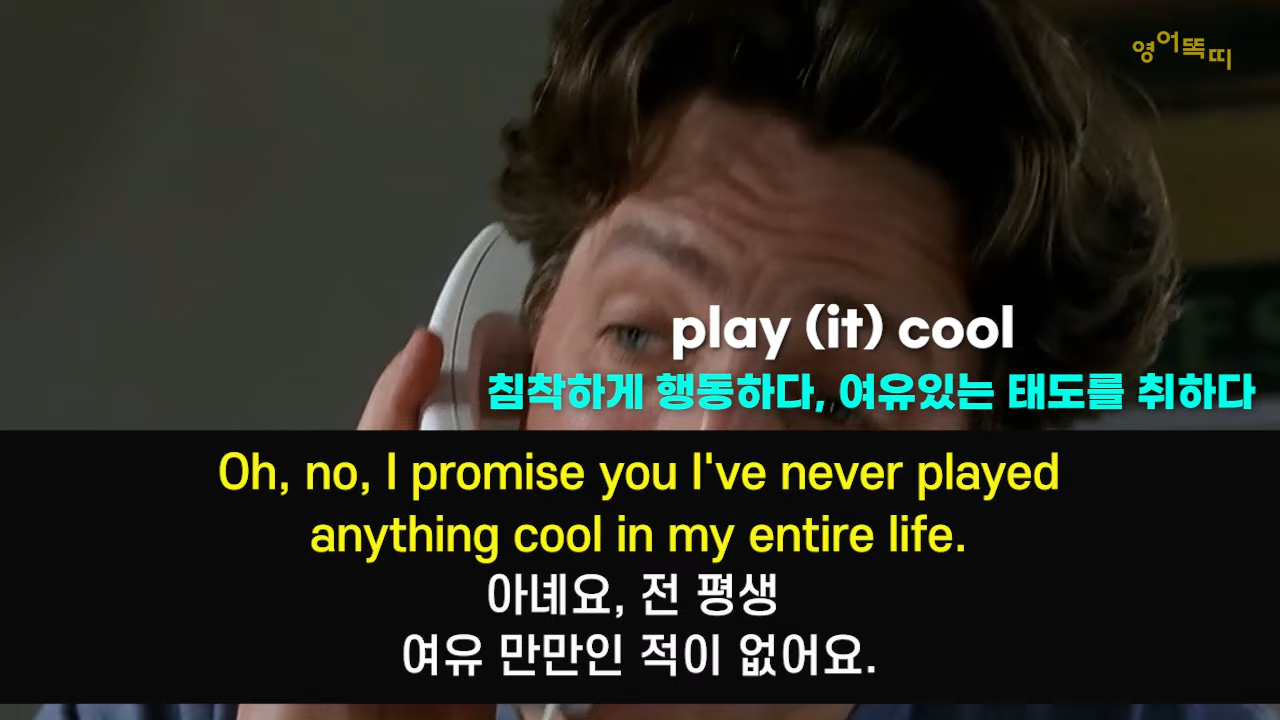 영어똑띠
play (it) cool
침착하게 행동하다, 여유있는 태도를 취하다
Oh, no, I promise you I've never played
anything cool in my entire life.
아녜요, 전 평생
여유 만만인 적이 없어요.